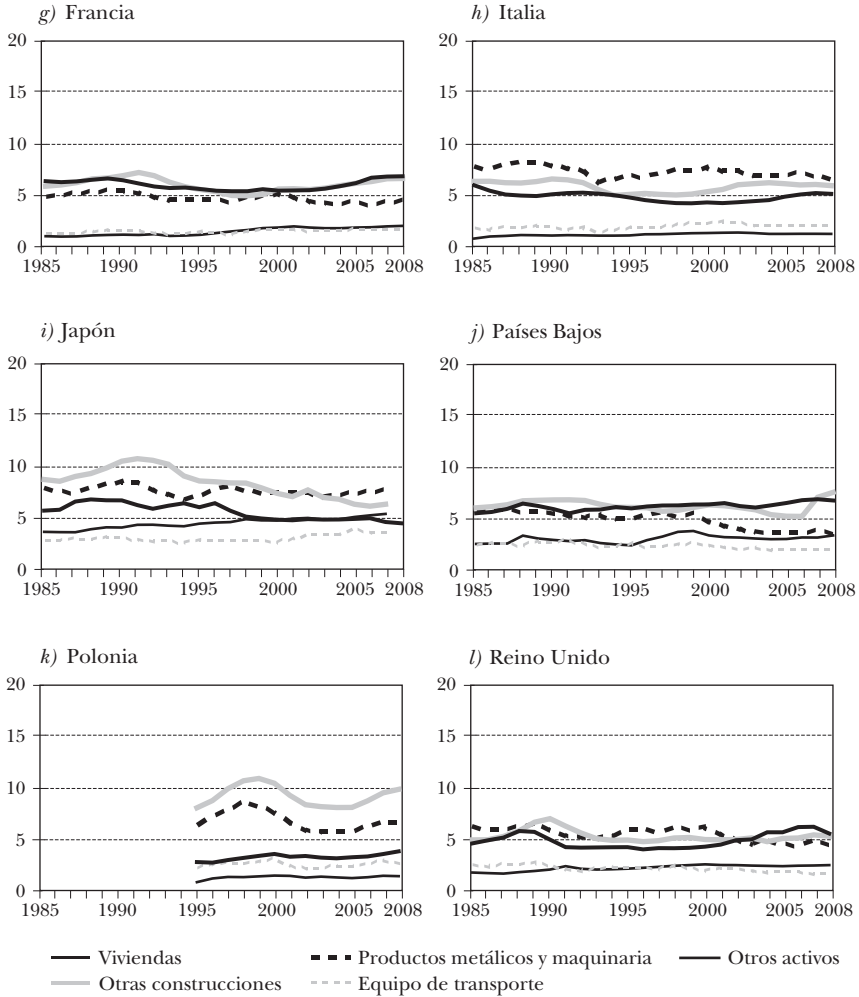 g) Francia
20
15
10
5
0
1985 1990 1995 2000 2005 2008
h) Italia
20
15
10
5
0
1985 1990 1995 2000 2005 2008
i) Japón
20
15
10
5
0
1985 1990 1995 2000 2005 2008
j) Países Bajos
20
15
10
5
0
1985 1990 1995 2000 2005 2008
k) Polonia
20
15
10
5
0
1985 1990 1995 2000 2005 2008
l) Reino Unido
20
15
10
5
0
1985 1990 1995 2000 2005 2008
Viviendas Productos metálicos y maquinaria Otros activos
Otras construcciones Equipo de transporte